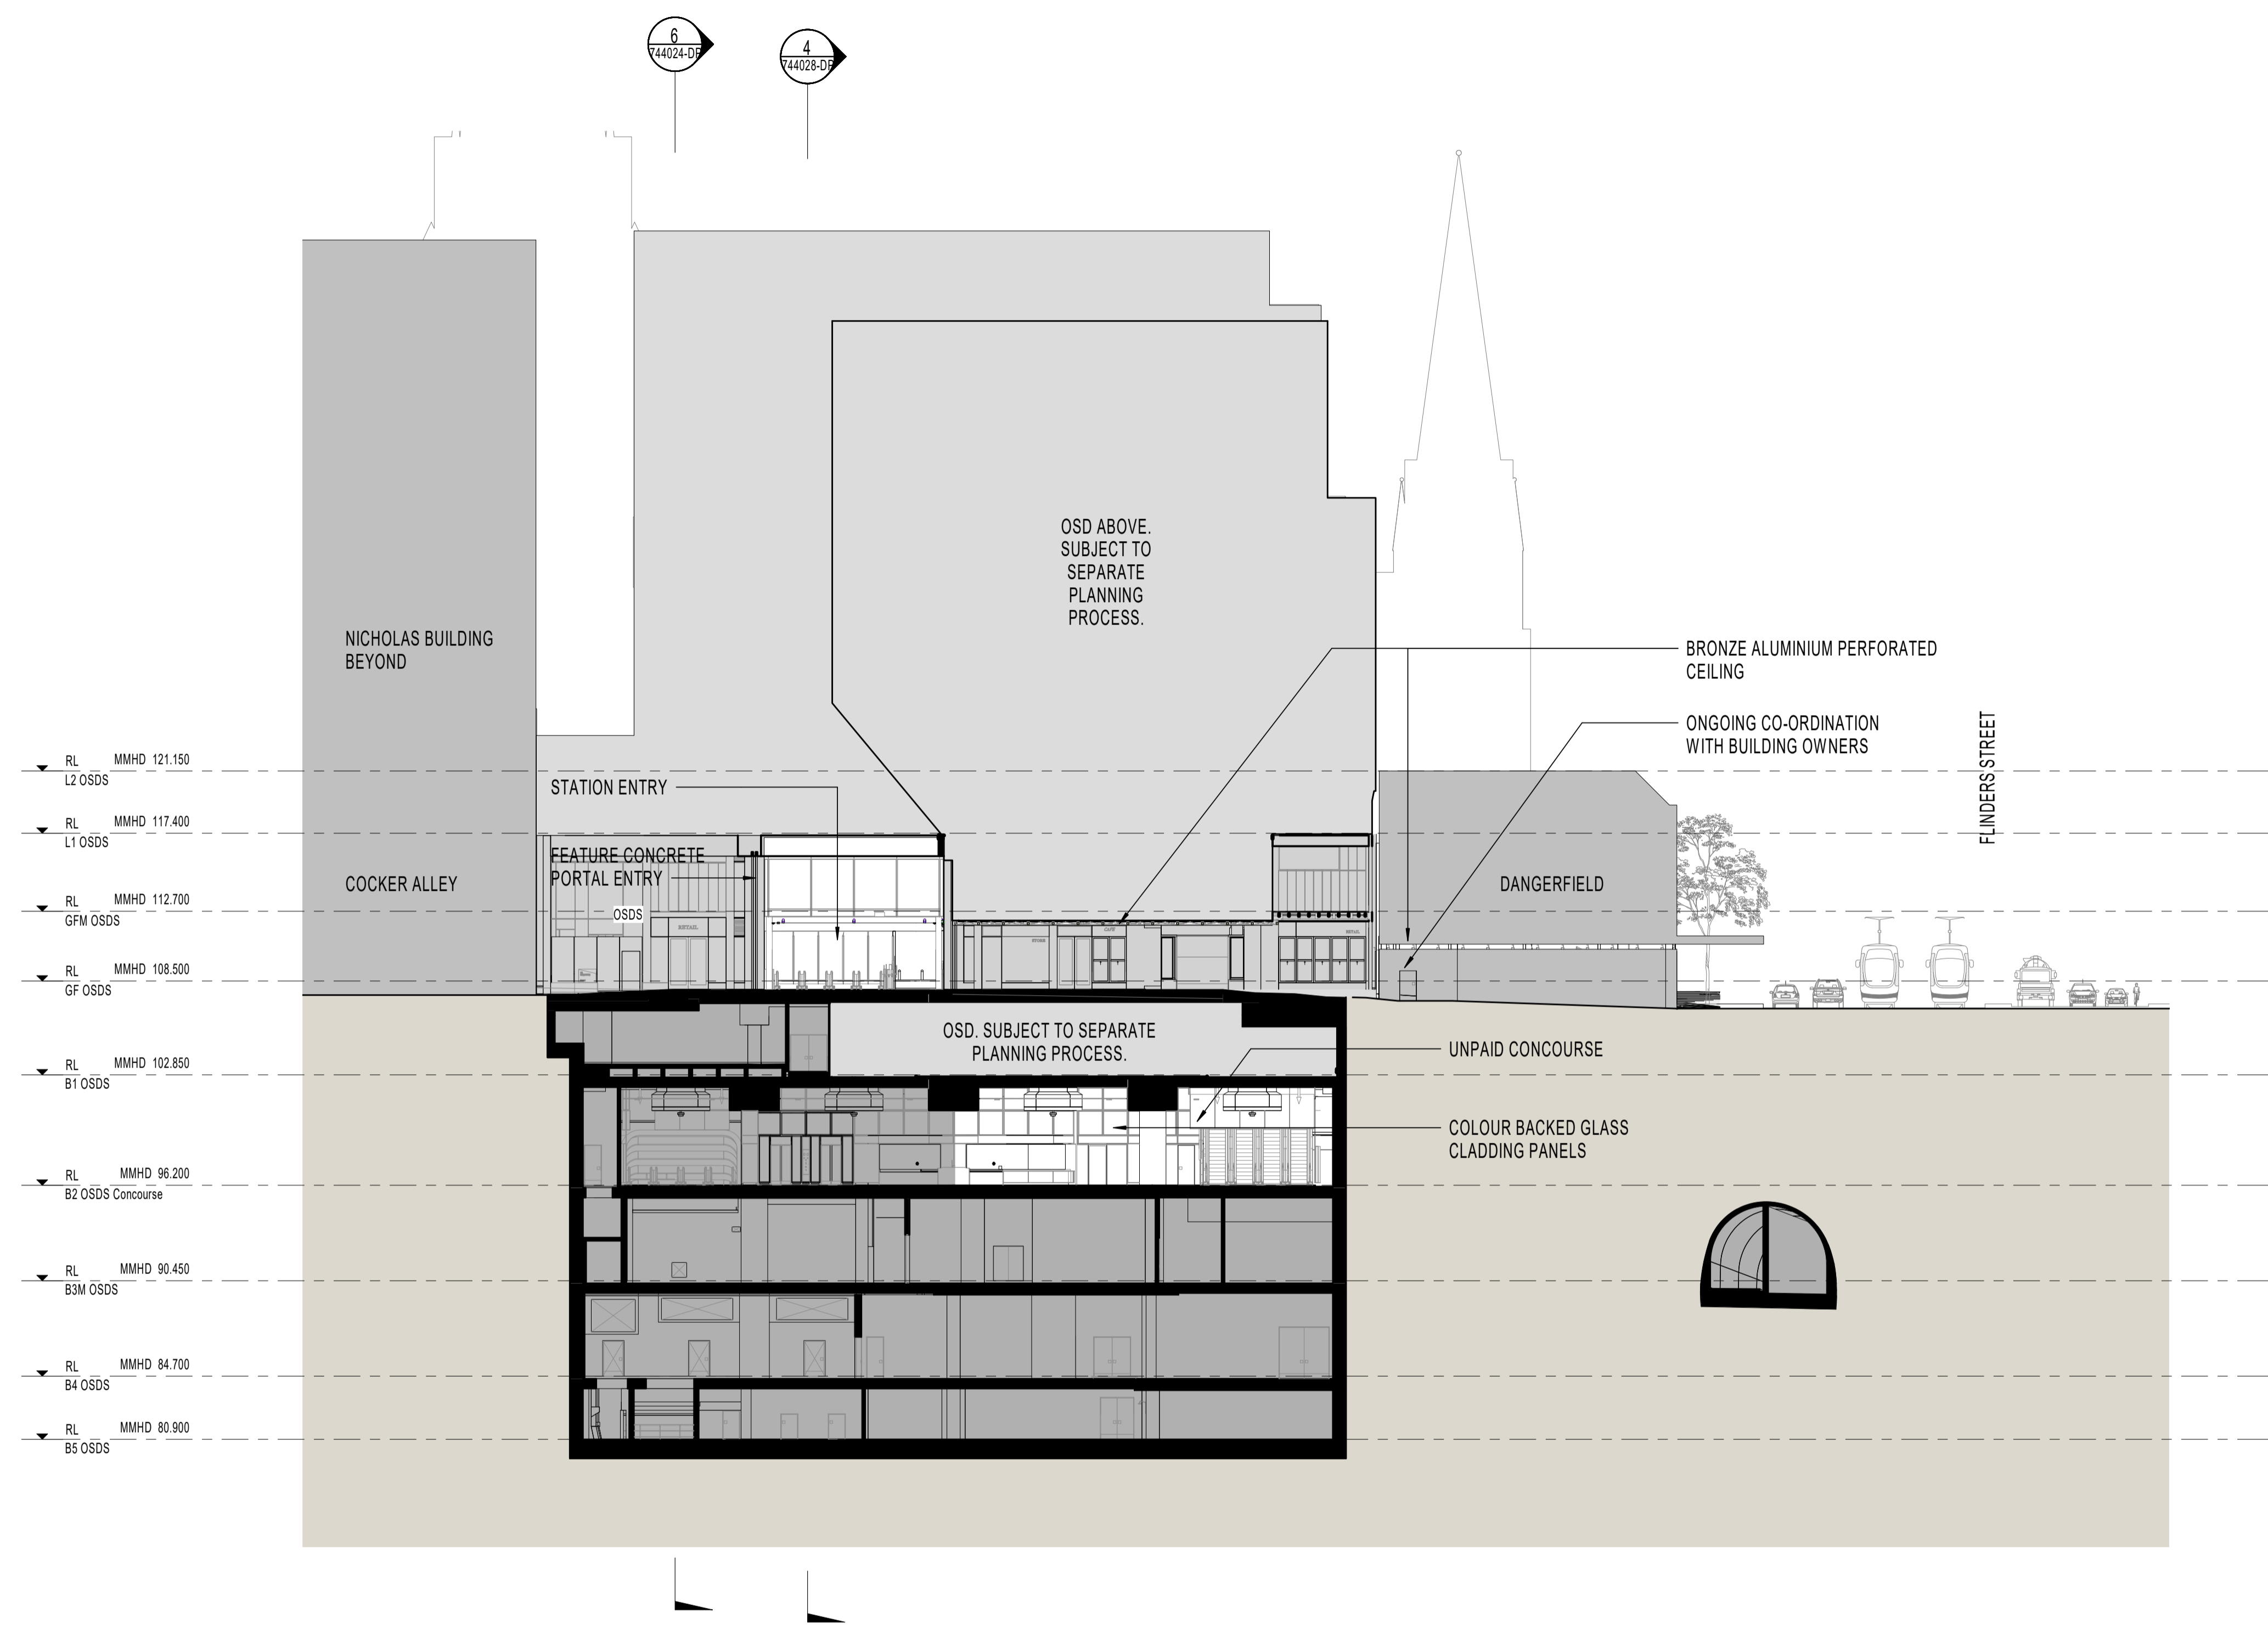 6
744024-DP
4
744028-DP
OSD ABOVE.
SUBJECT TO
SEPARATE
PLANNING
PROCESS.
NICHOLAS BUILDING
BEYOND
BRONZE ALUMINIUM PERFORATED
CEILING
ONGOING CO-ORDINATION
WITH BUILDING OWNERS
FLINDERS STREET
RL MMHD 121.150
L2 OSDS
STATION ENTRY
RL MMHD 117.400
L1 OSDS
FEATURE CONCRETE
PORTAL ENTRY
COCKER ALLEY
DANGERFIELD
RL MMHD 112.700
GFM OSDS
OSDS
RETAIL
STORE
CAFE
RETAIL
RL MMHD 108.500
GF OSDS
OSD. SUBJECT TO SEPARATE
PLANNING PROCESS.
UNPAID CONCOURSE
RL MMHD 102.850
B1 OSDS
COLOUR BACKED GLASS
CLADDING PANELS
RL MMHD 96.200
B2 OSDS Concourse
RL MMHD 90.450
B3M OSDS
RL MMHD 84.700
B4 OSDS
RL MMHD 80.900
B5 OSDS